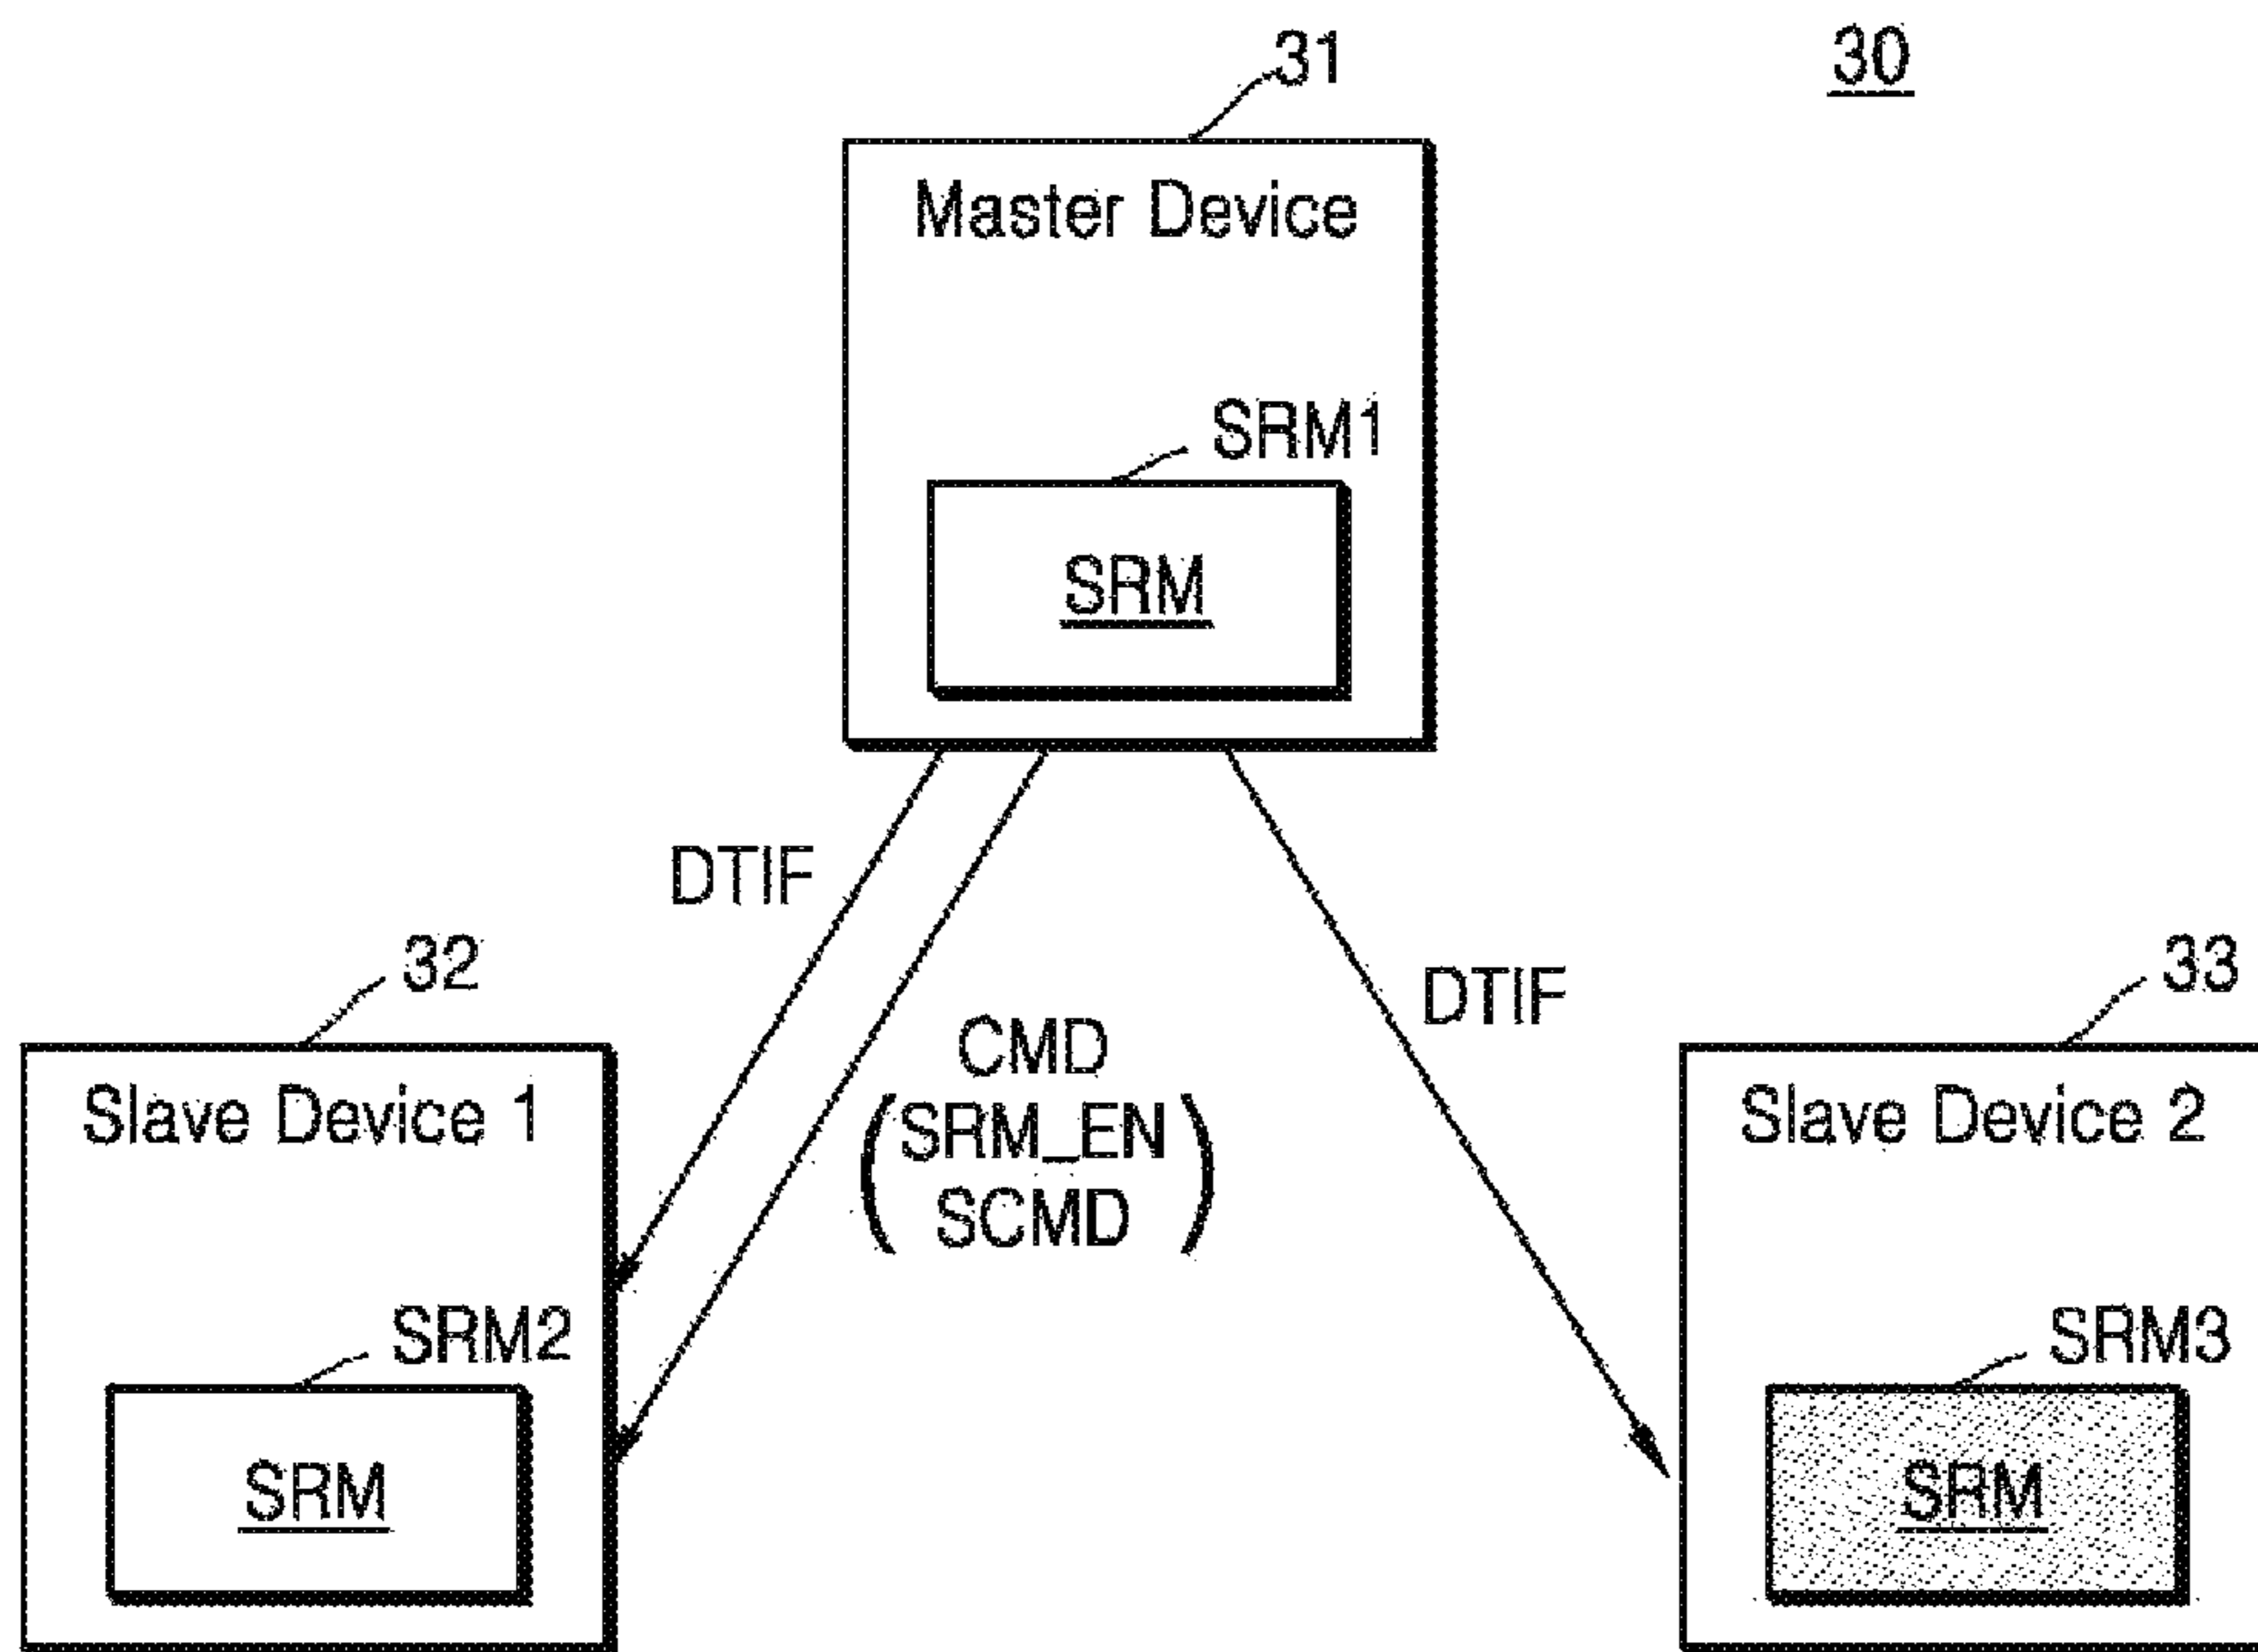 31
30
Master Device
SRM1
SRM
DTIF
32
DTIF
33
CMD
(SRM_EN
SCMD)
Slave Device 1
Slave Device 2
SRM2
SRM3
SRM
SRM